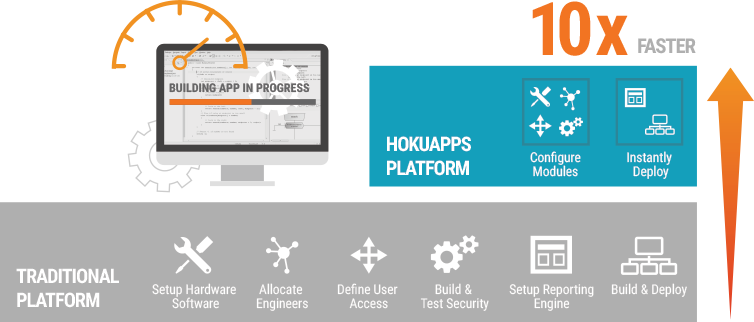 10x FASTER
BUILDING APP IN PROGRESS
HOKUAPPS
PLATFORM
Configure
Modules
Instantly
Deploy
TRADITIONAL
PLATFORM
Setup Hardware
Software
Allocate
Engineers
Define User
Access
Build &
Test Security
Setup Reporting
Engine
Build & Deploy